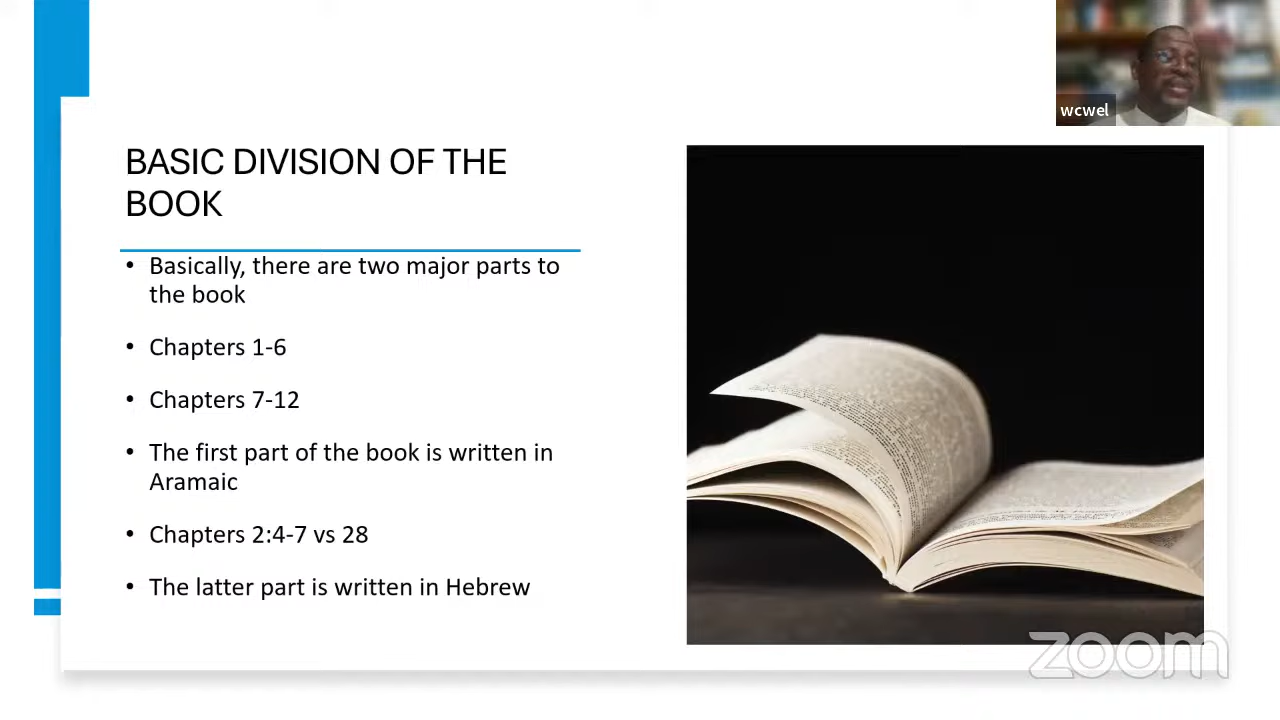 wcwel
BASIC DIVISION OF THE
BOOK
• Basically, there are two major parts to
the book
• Chapters 1-6
• Chapters 7-12
• The first part of the book is written in
Aramaic
• Chapters 2:4-7 vs 28
• The latter part is written in Hebrew
zoom